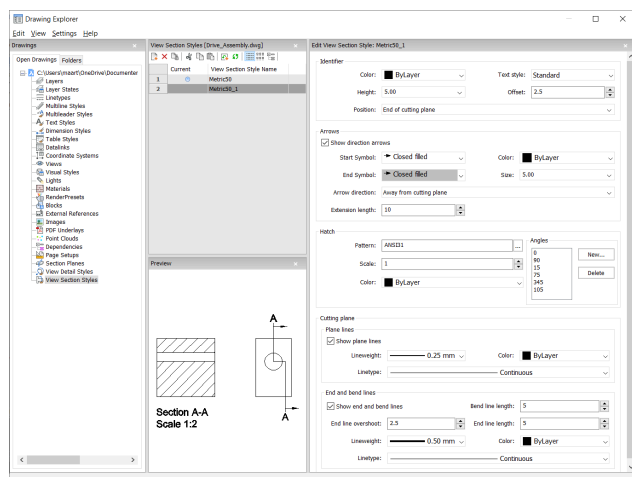 Drawing Explorer
Edit View Settings Help
Drawings
Open Drawings Folders
C:\Users\mzart\OneDrive\Documenter
Layers
Layer States
Linetypes
Multiline Styles
Multileader Styles
Text Styles
Dimension Styles
Table Styles
Datalinks
Coordinate Systems
Views
Visual Styles
Lights
Materials
RenderPresets
Blocks
External References
Images
PDF Underlays
Point Clouds
Dependencies
Page Setups
Section Planes
View Detail Styles
View Section Styles
View Section Styles [Drive_Assembly.dwg]
Current View Section Style Name
1 Metric50
2 Metric50_1
Preview
A
A
Section A-A
Scale 1:2
Edit View Section Style: Metric50_1
Identifier
Color: ByLayer Text style: Standard
Height: 5.00 Offset: 2.5
Position: End of cutting plane
Arrows
Show direction arrows
Start Symbol: Closed filled Color: ByLayer
End Symbol: Closed filled Size: 5.00
Arrow direction: Away from cutting plane
Extension length: 10
Hatch
Pattern: ANSI31 ...
Scale: 1
Color: ByLayer
Angles
0
90
15
75
345
105
New...
Delete
Cutting plane
Plane lines
Show plane lines
Lineweight: 0.25 mm Color: ByLayer
Linetype: Continuous
End and bend lines
Show end and bend lines Bend line length: 5
End line overshoot: 2.5 End line length: 5
Lineweight: 0.50 mm Color: ByLayer
Linetype: Continuous